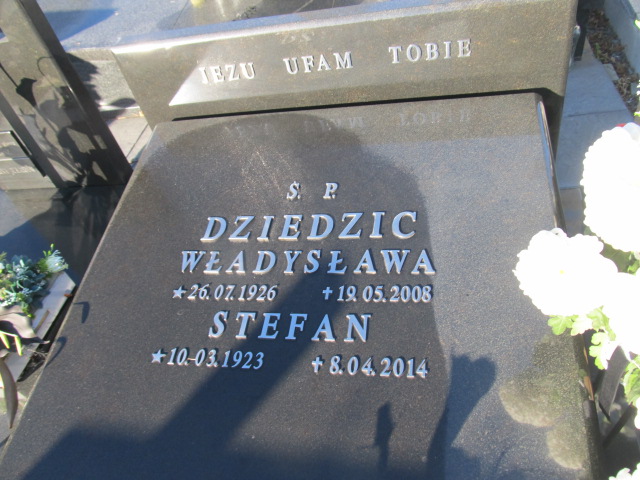 JEZU UFAM TOBIE
Ś. P.
DZIEDZIC
WŁADYSŁAWA
★26.07.1926 ✝19.05.2008
STEFAN
★10.03.1923 ✝8.04.2014